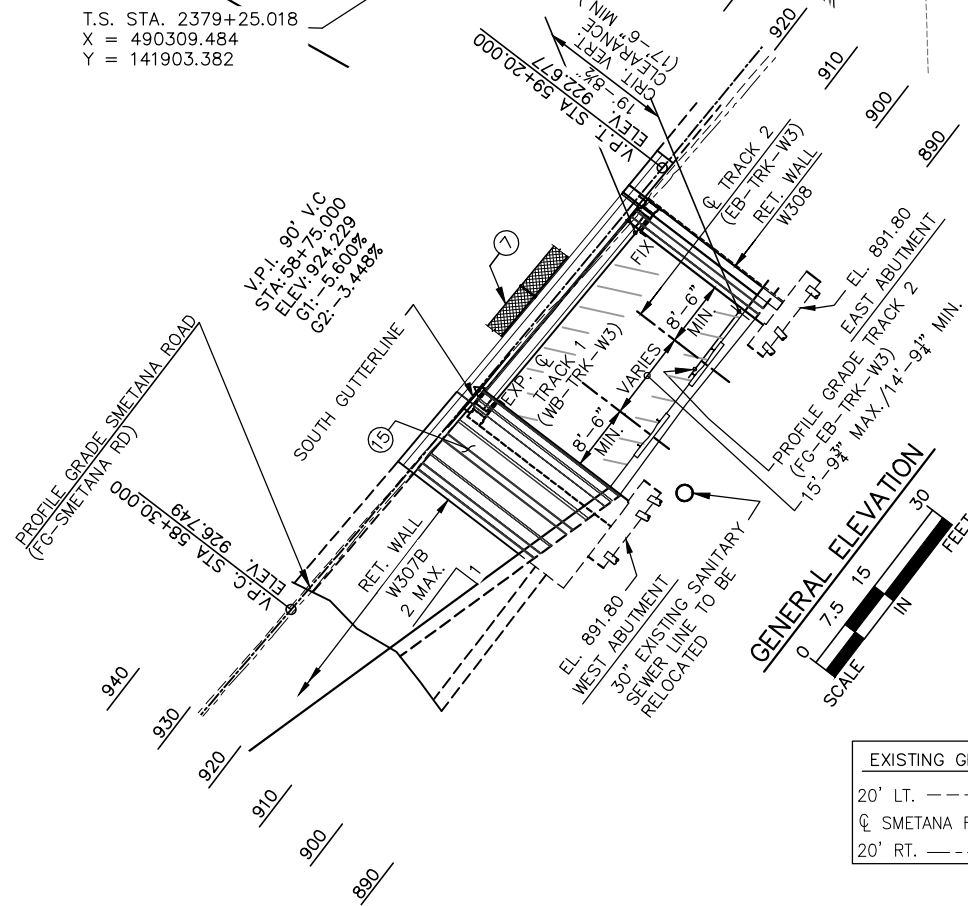 T.S. STA. 2379+25.018
X = 490309.484
Y = 141903.382
920
910
900
890
CRIT. VERT.
CLEARANCE:
19'-8½"
(17'-6" MIN
V.P.T. STA 59+20.000
ELEV. 922.677
℄ TRACK 2
(EB-TRK-W3)
RET. WALL
W308
V.P.I. 90' V.C
STA:58+75.000
ELEV:924.229
G1:-5.600%
G2:-3.448%
7
FIX
EL. 891.80
EAST ABUTMENT
8'-6"
MIN.
VARIES
8'-6"
MIN.
SOUTH GUTTERLINE
EXP. ℄
TRACK 1
(WB-TRK-W3)
15
PROFILE GRADE TRACK 2
(FG-EB-TRK-W3)
15'-9¾" MAX./14'-9¼" MIN.
PROFILE GRADE SMETANA ROAD
(FG-SMETANA RD)
V.P.C. STA 58+30.000
ELEV. 926.749
RET. WALL
W307B
2 MAX.
1
EL. 891.80
WEST ABUTMENT
30" EXISTING SANITARY
SEWER LINE TO BE
RELOCATED
GENERAL ELEVATION
0 7.5 15 30
SCALE IN FEET
940
930
920
910
900
890
EXISTING G
20' LT.
℄ SMETANA
20' RT.